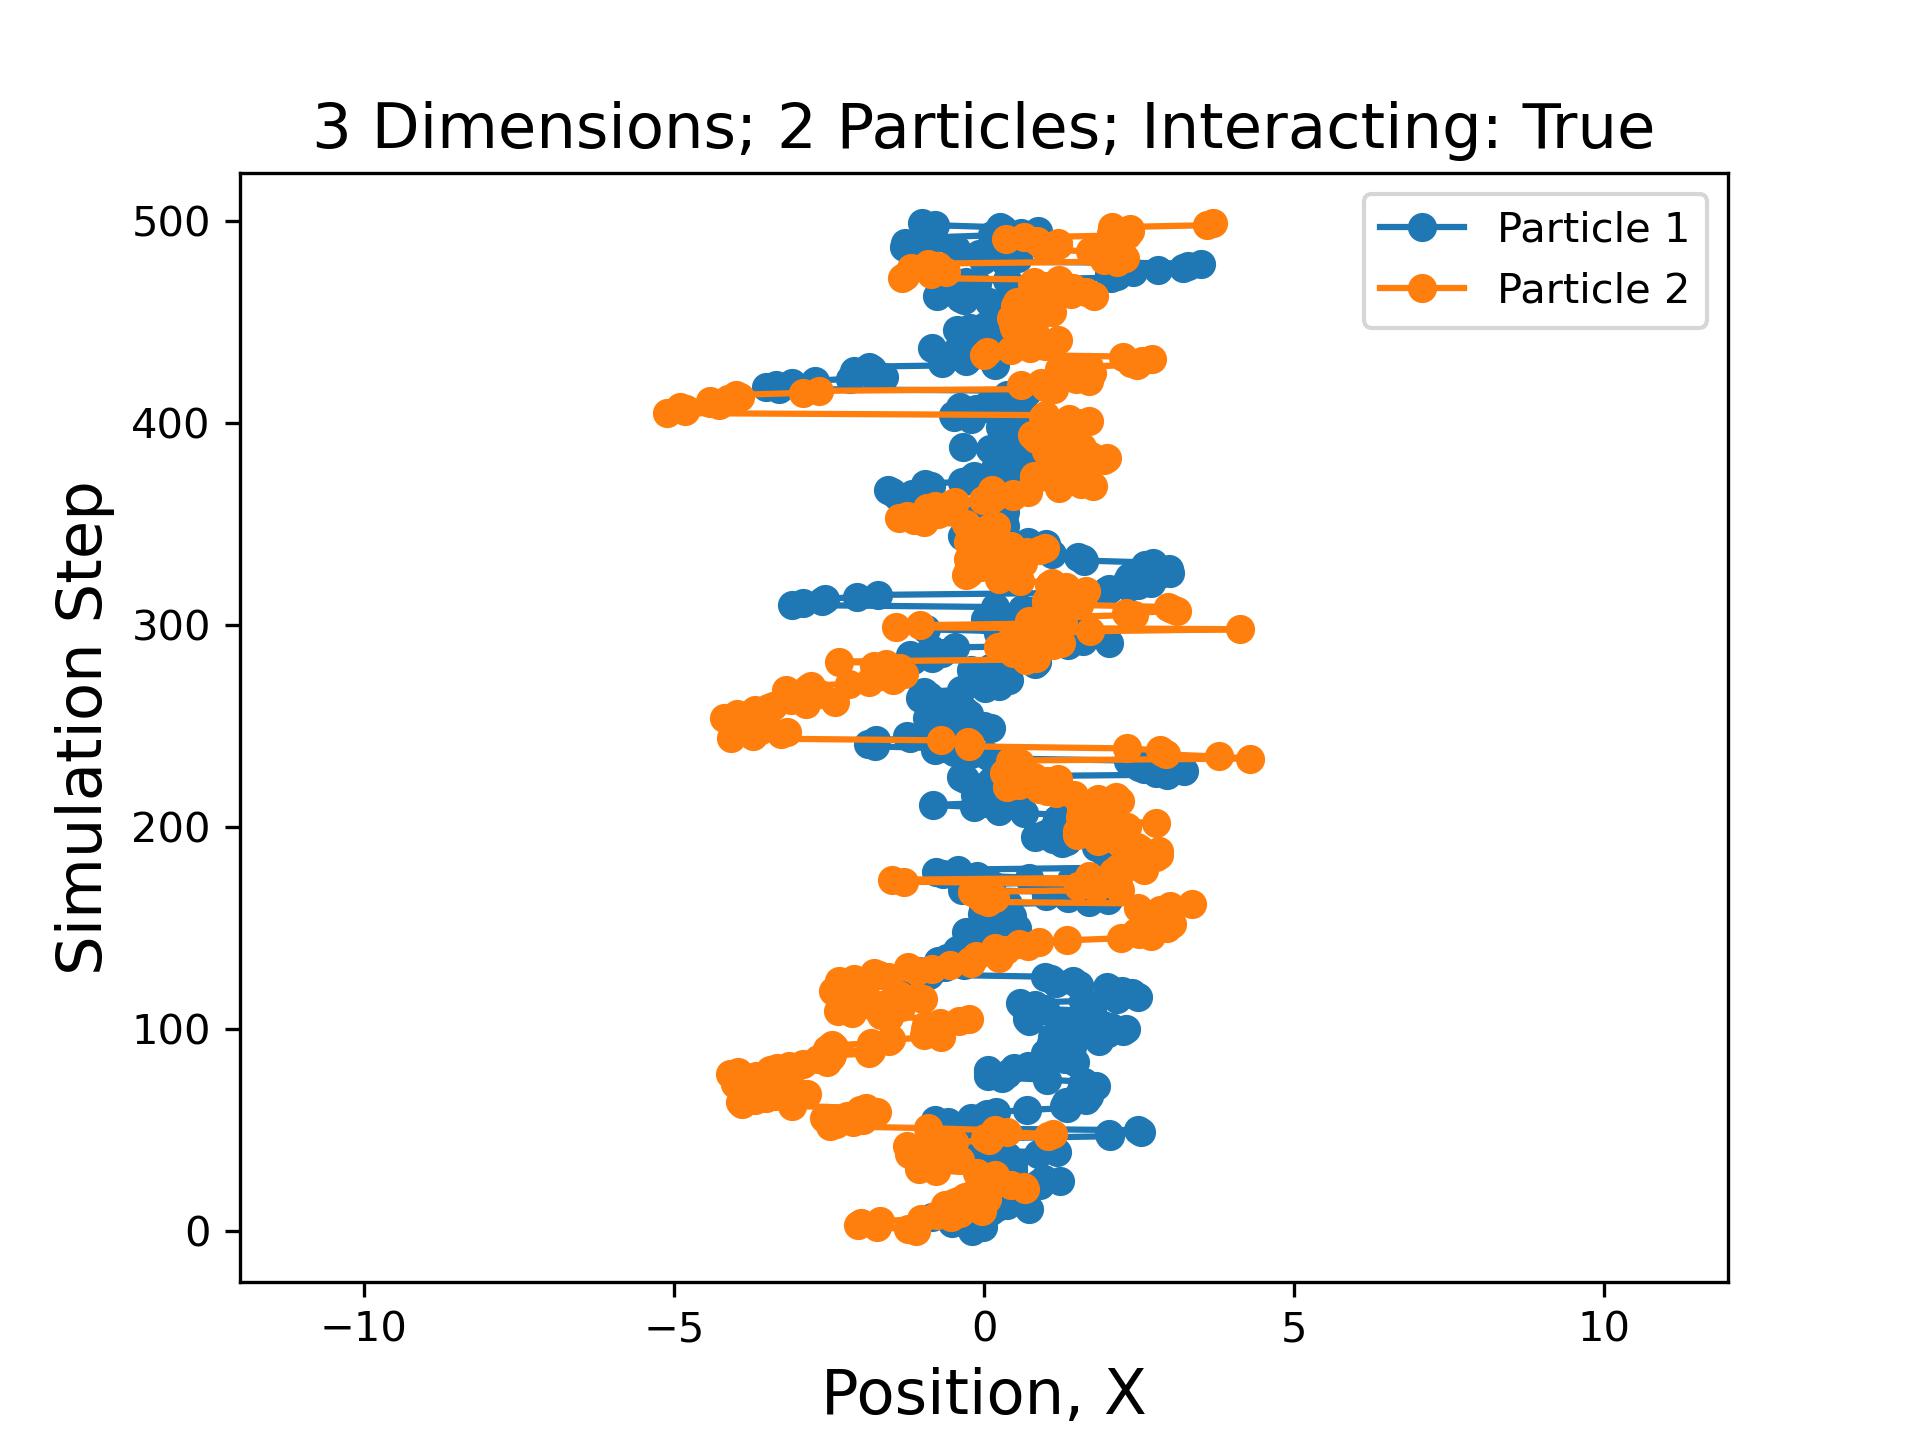 3 Dimensions; 2 Particles; Interacting: True
Particle 1
Particle 2
Simulation Step
500
400
300
200
100
0
−10
−5
0
5
10
Position, X